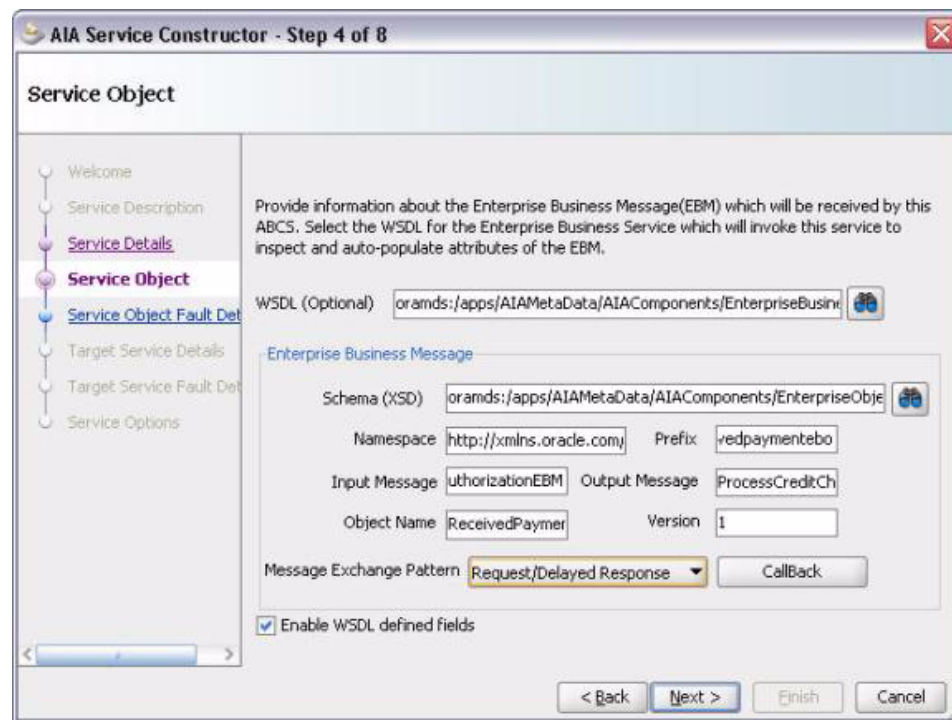 AIA Service Constructor - Step 4 of 8
Service Object
Welcome
Service Description
Service Details
Service Object
Service Object Fault Det
Target Service Details
Target Service Fault Det
Service Options
Provide information about the Enterprise Business Message(EBM) which will be received by this
ABCS. Select the WSDL for the Enterprise Business Service which will invoke this service to
inspect and auto-populate attributes of the EBM.
WSDL (Optional) oramds:/apps/AIAMetaData/AIAComponents/EnterpriseBusine
Enterprise Business Message
Schema (XSD) oramds:/apps/AIAMetaData/AIAComponents/EnterpriseObje
Namespace http://xmlns.oracle.com/ Prefix vedpaymentebo
Input Message uthorizationEBM Output Message ProcessCreditCh
Object Name ReceivedPaymer Version 1
Message Exchange Pattern Request/Delayed Response CallBack
Enable WSDL defined fields
< Back Next > Finish Cancel